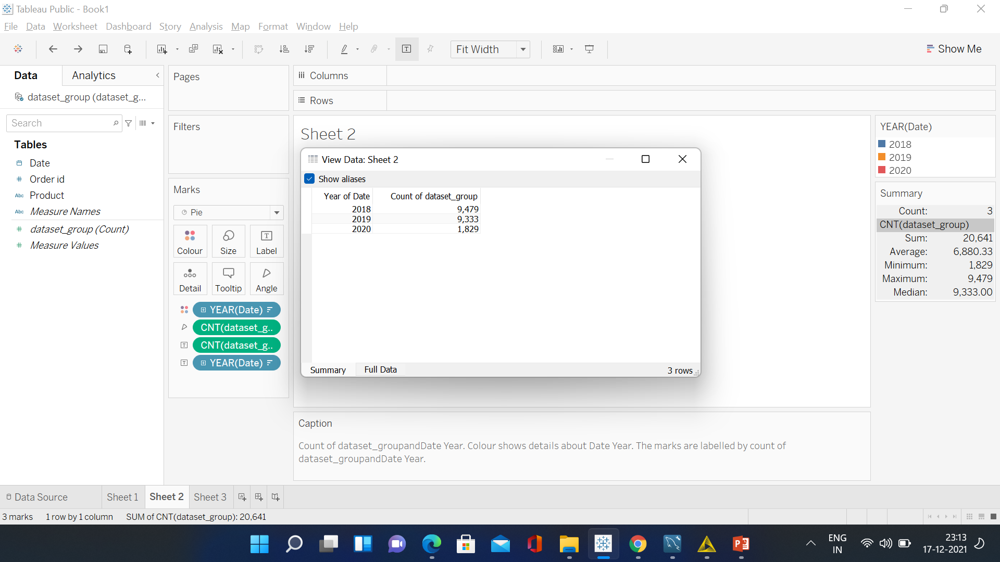 Tableau Public - Book1
File Data Worksheet Dashboard Story Analysis Map Format Window Help
Fit Width
Show Me
Data
Analytics
dataset_group (dataset_g...
Search
Tables
Date
Order id
Abc Product
Abc Measure Names
dataset_group (Count)
Measure Values
Pages
Filters
Marks
Pie
Colour
Size
Label
Detail
Tooltip
Angle
YEAR(Date)
CNT(dataset_g..
CNT(dataset_g..
YEAR(Date)
Columns
Rows
Sheet 2
View Data: Sheet 2
Show aliases
Year of Date Count of dataset_group
2018 9,479
2019 9,333
2020 1,829
Summary
Full Data
3 rows
Caption
Count of dataset_groupandDate Year. Colour shows details about Date Year. The marks are labelled by count of
dataset_groupandDate Year.
YEAR(Date)
2018
2019
2020
Summary
Count: 3
CNT(dataset_group)
Sum: 20,641
Average: 6,880.33
Minimum: 1,829
Maximum: 9,479
Median: 9,333.00
Data Source
Sheet 1
Sheet 2
Sheet 3
3 marks 1 row by 1 column SUM of CNT(dataset_group): 20,641
ENG
IN
23:13
17-12-2021